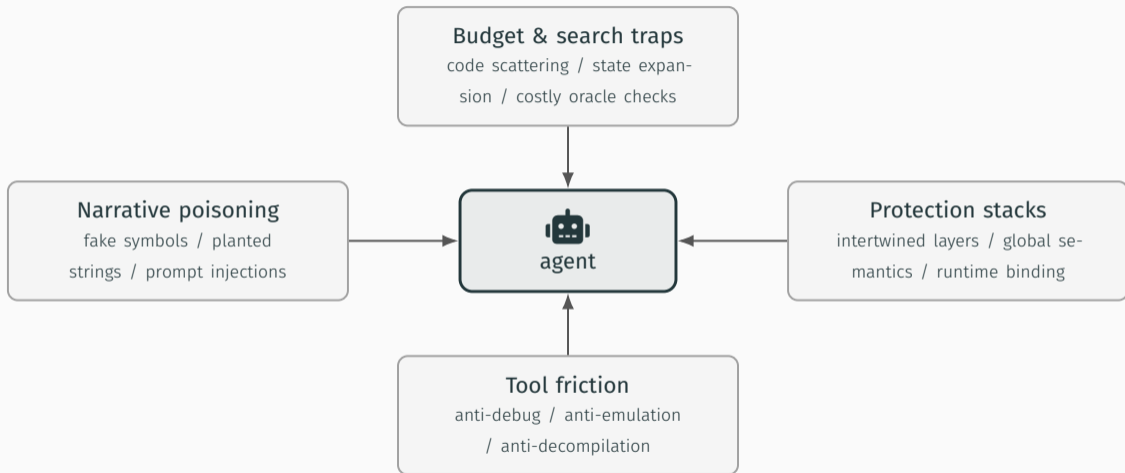 Budget & search traps
code scattering / state expan-
sion / costly oracle checks
Narrative poisoning
fake symbols / planted
strings / prompt injections
agent
Protection stacks
intertwined layers / global se-
mantics / runtime binding
Tool friction
anti-debug / anti-emulation
/ anti-decompilation